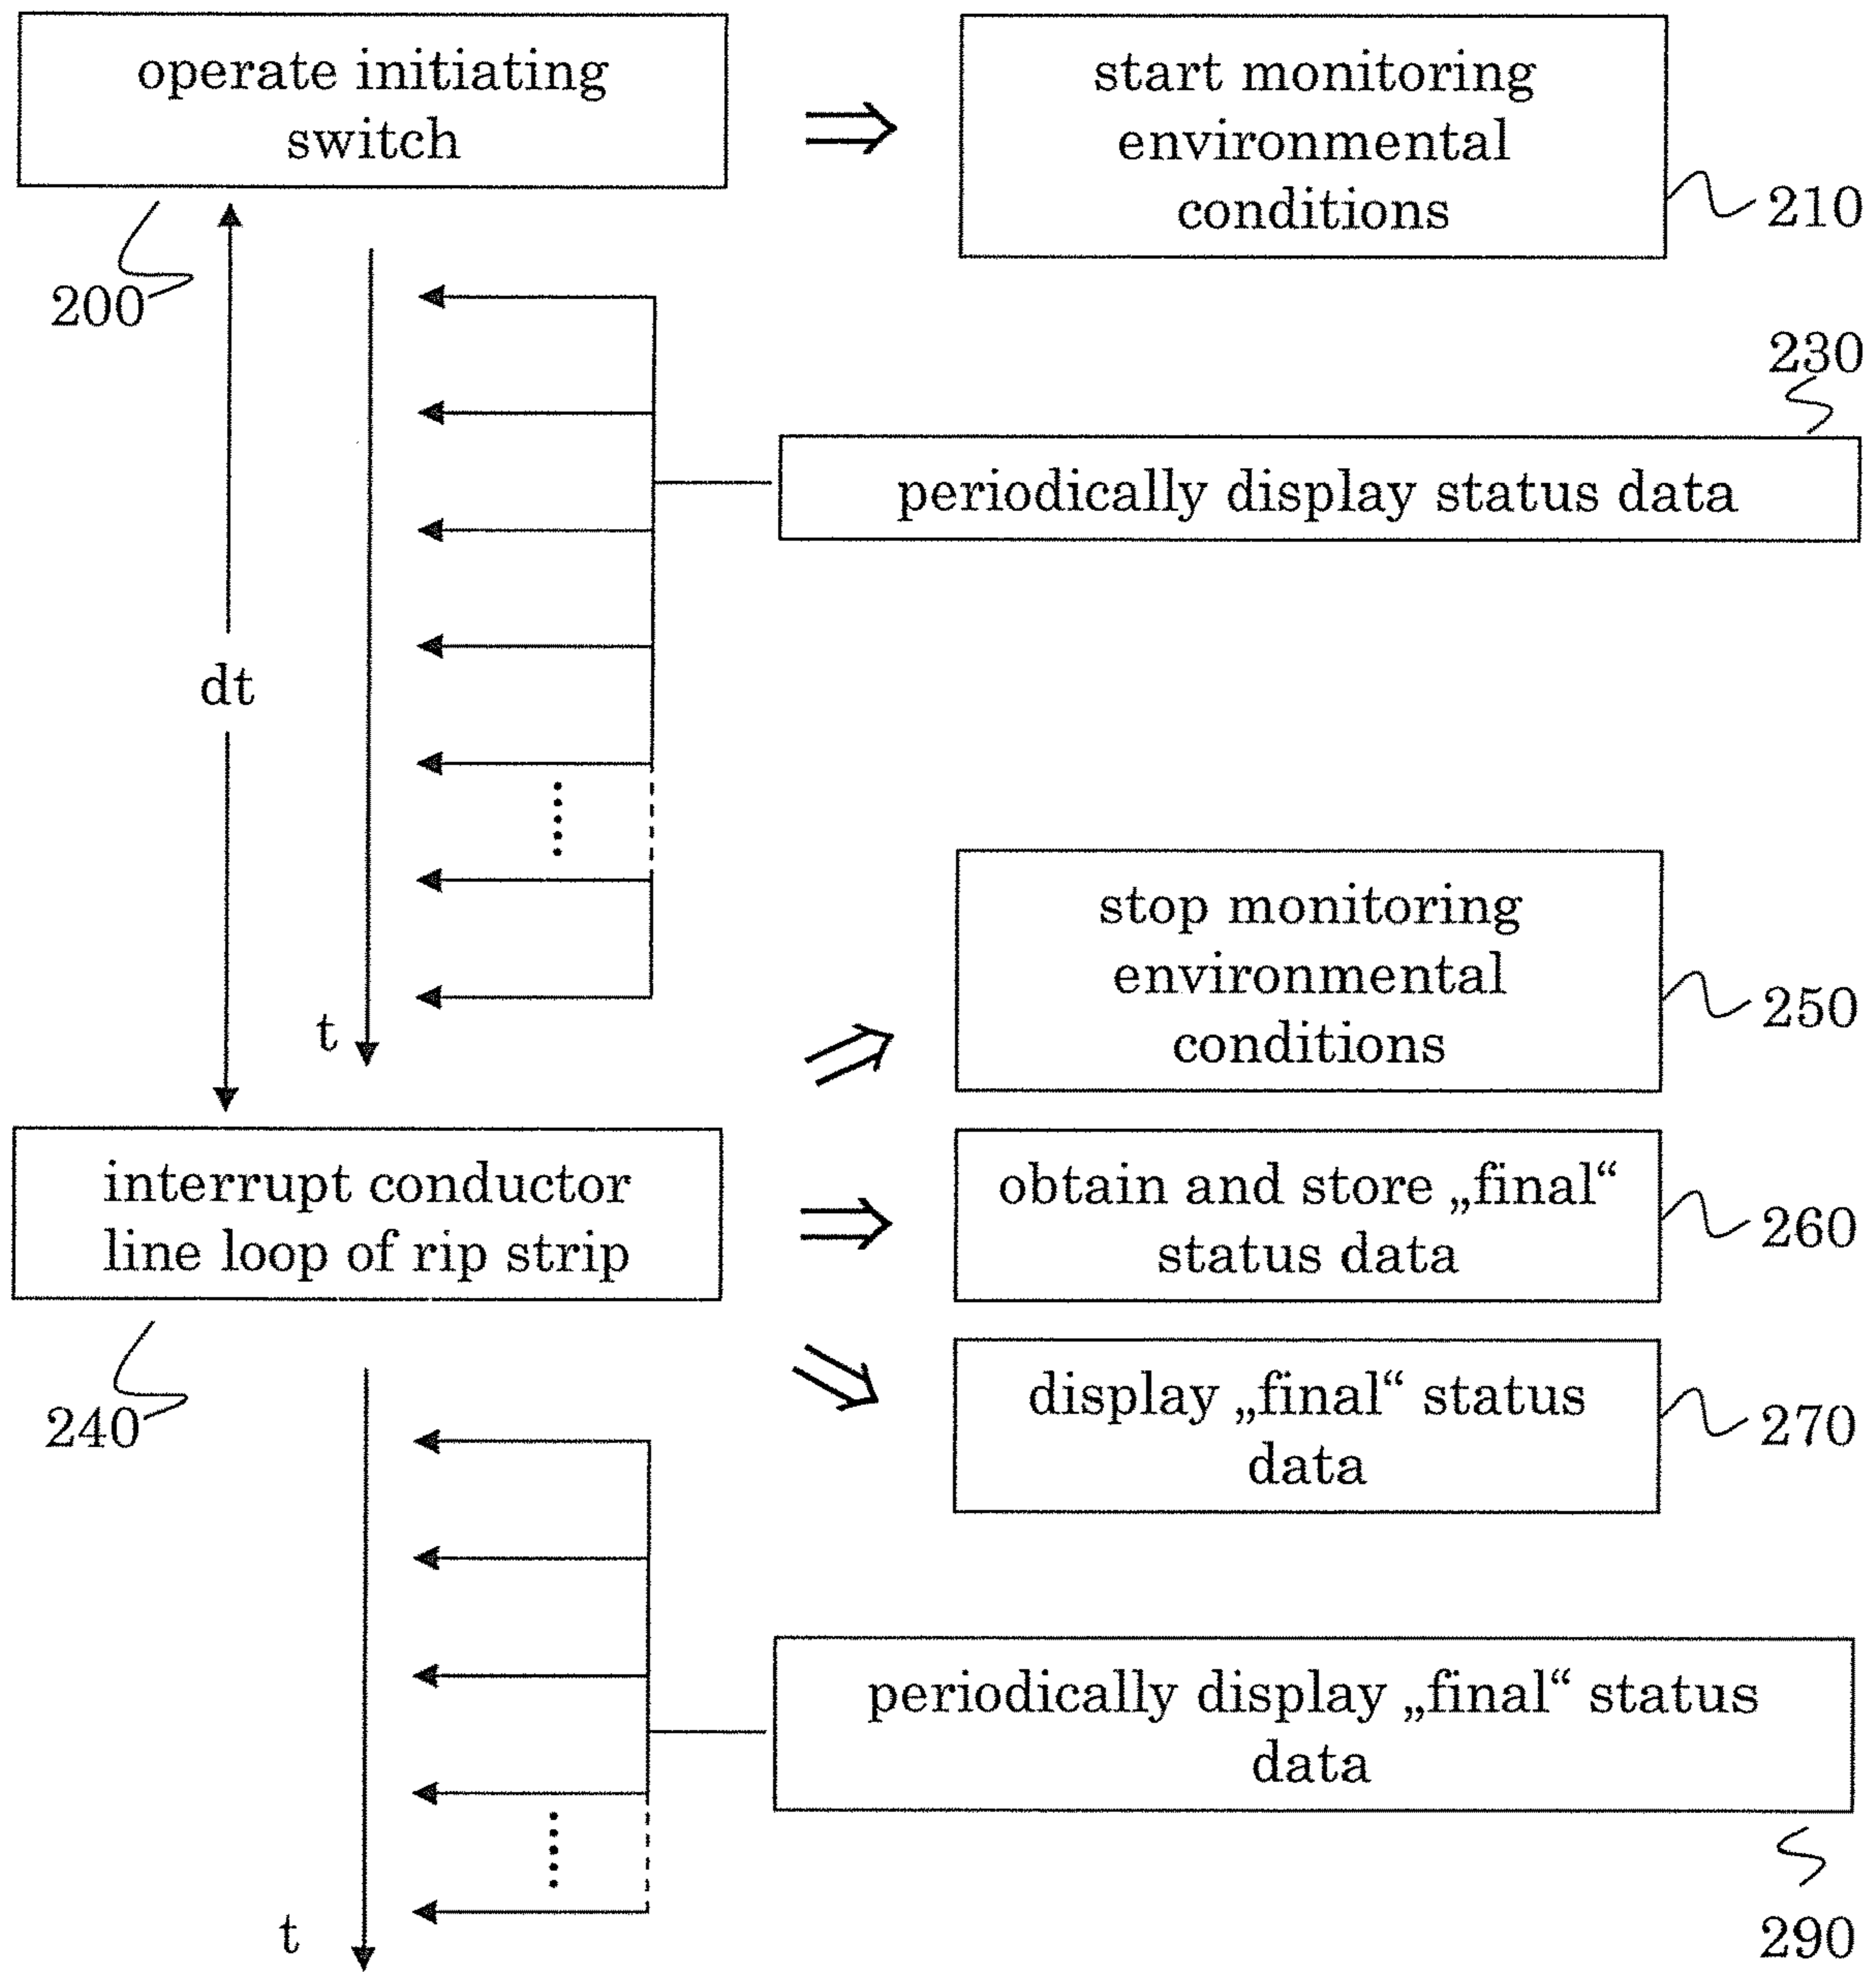 operate initiating
switch
start monitoring
environmental
conditions
210
200
230
periodically display status data
dt
stop monitoring
environmental
conditions
250
t
interrupt conductor
line loop of rip strip
obtain and store „final“
status data
260
240
display „final“ status
data
270
periodically display „final“ status
data
t
290